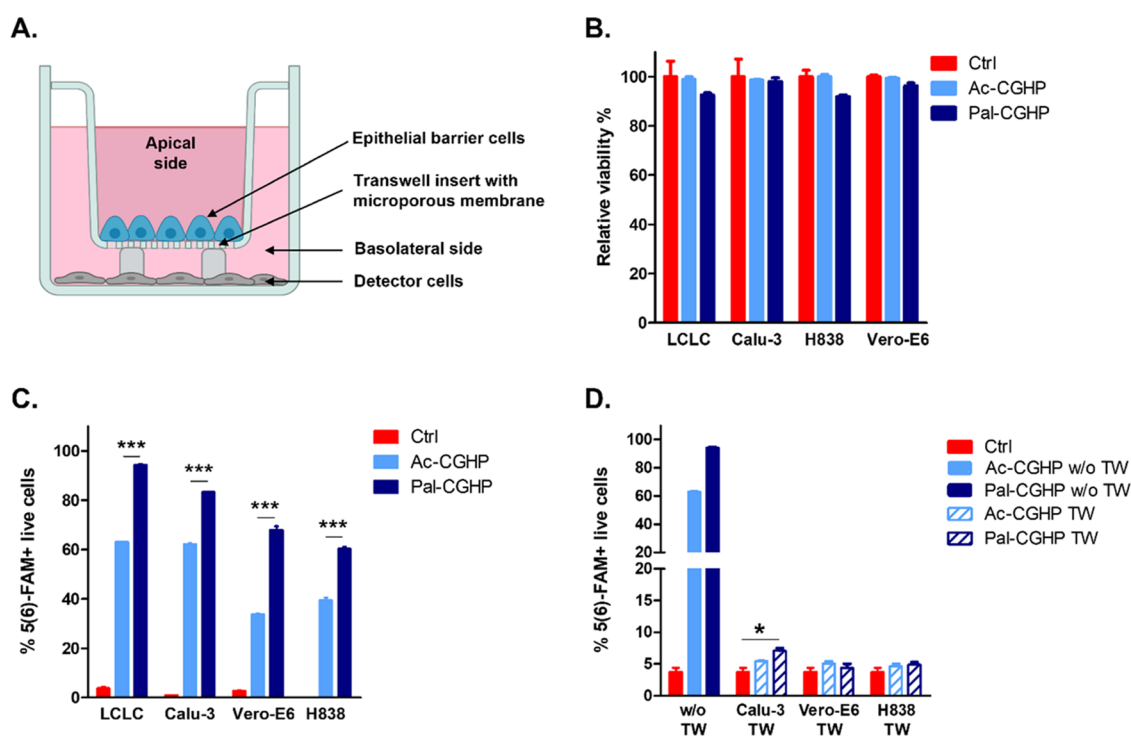 A.
Apical
side
Epithelial barrier cells
Transwell insert with
microporous membrane
Basolateral side
Detector cells
B.
Relative viability %
100
80
60
40
20
0
LCLC
Calu-3
H838
Vero-E6
Ctrl
Ac-CGHP
Pal-CGHP
C.
% 5(6)-FAM+ live cells
100
80
60
40
20
0
***
***
***
***
LCLC
Calu-3
Vero-E6
H838
Ctrl
Ac-CGHP
Pal-CGHP
D.
% 5(6)-FAM+ live cells
100
80
60
40
20
20
15
10
5
0
*
w/o
TW
Calu-3
TW
Vero-E6
TW
H838
TW
Ctrl
Ac-CGHP w/o TW
Pal-CGHP w/o TW
Ac-CGHP TW
Pal-CGHP TW